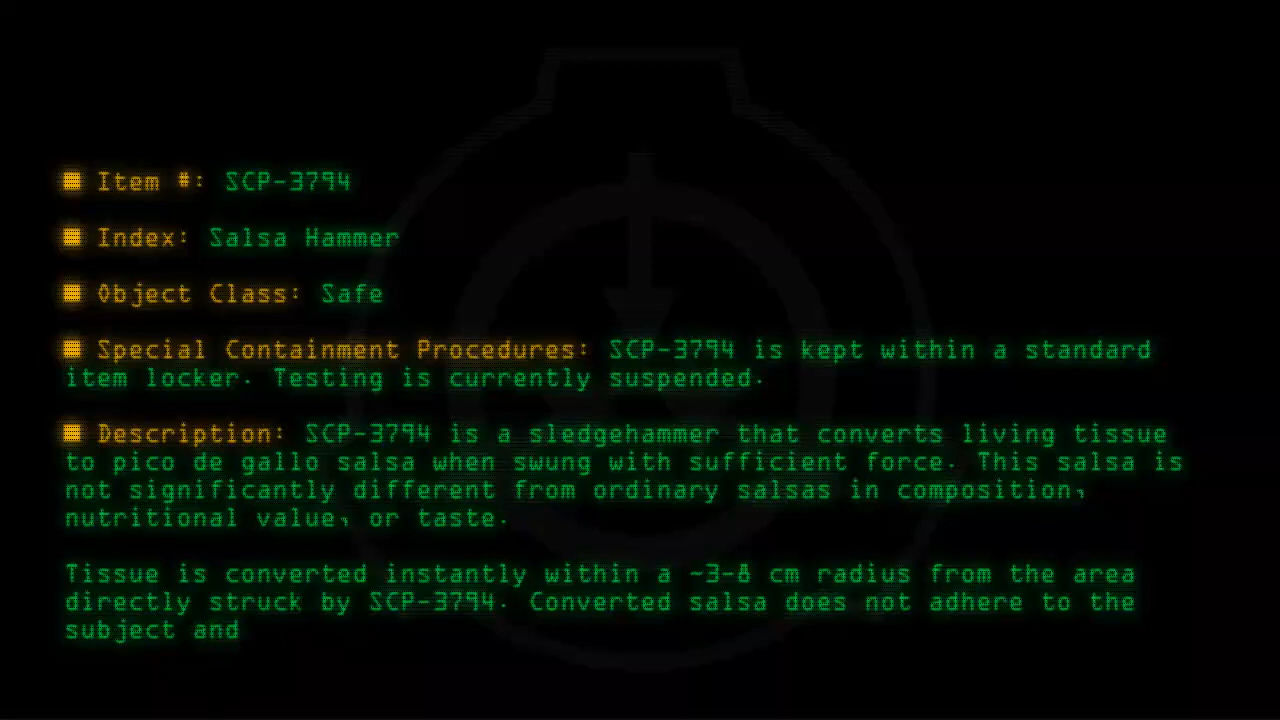 Item #: SCP-3794
Index: Salsa Hammer
Object Class: Safe
Special Containment Procedures: SCP-3794 is kept within a standard
item locker. Testing is currently suspended.
Description: SCP-3794 is a sledgehammer that converts living tissue
to pico de gallo salsa when swung with sufficient force. This salsa is
not significantly different from ordinary salsas in composition,
nutritional value, or taste.
Tissue is converted instantly within a ~3-8 cm radius from the area
directly struck by SCP-3794. Converted salsa does not adhere to the
subject and